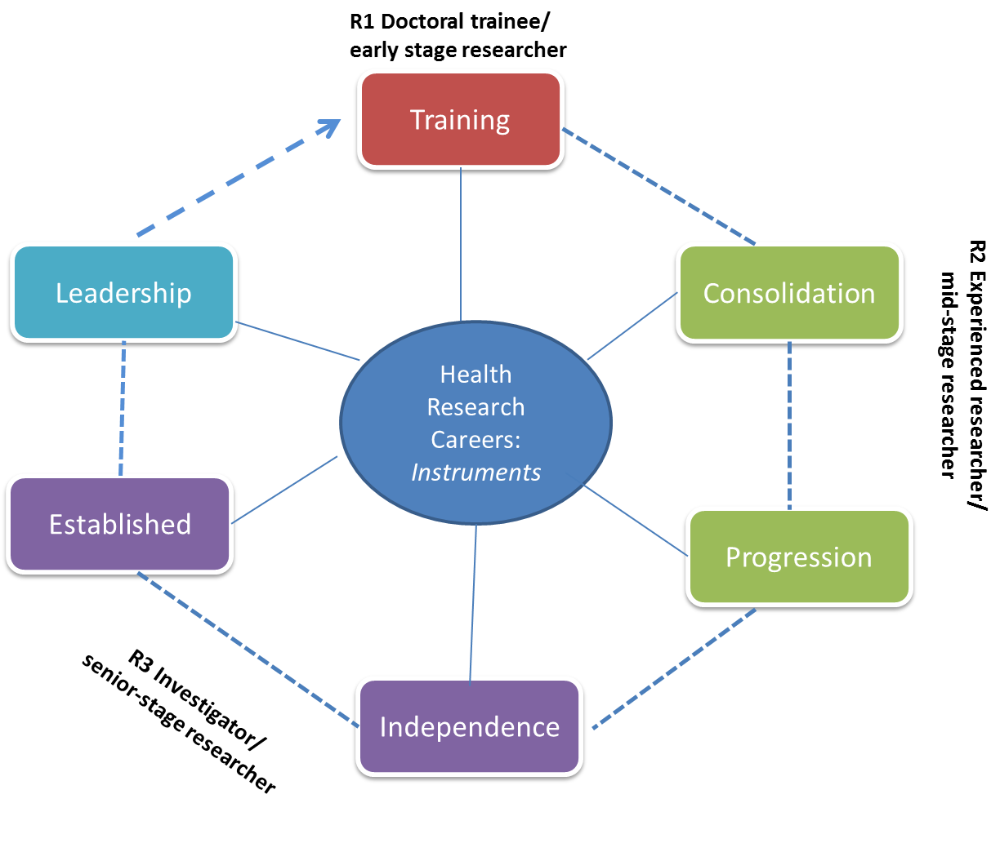 R1 Doctoral trainee/
early stage researcher
Training
Leadership
Consolidation
R2 Experienced researcher/
mid-stage researcher
Health
Research
Careers:
Instruments
Established
Progression
R3 Investigator/
senior-stage researcher
Independence